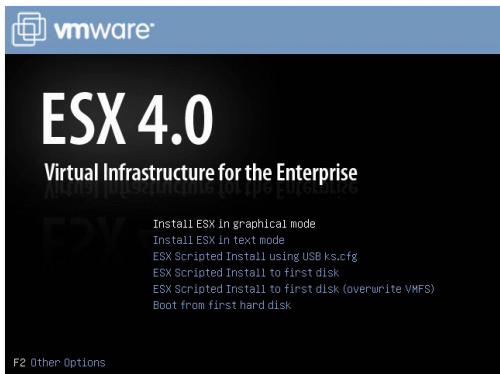 vmware
ESX 4.0
Virtual Infrastructure for the Enterprise
Install ESX in graphical mode
Install ESX in text mode
ESX Scripted Install using USB ks.cfg
ESX Scripted Install to first disk
ESX Scripted Install to first disk (overwrite VMFS)
Boot from first hard disk
F2 Other Options